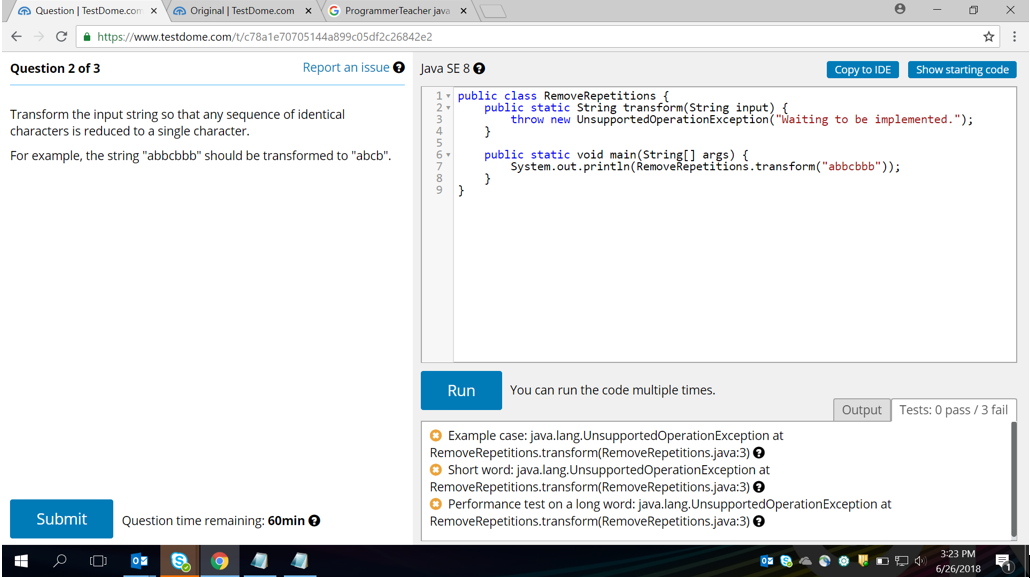 Question | TestDome.com
Original | TestDome.com
ProgrammerTeacher java
https://www.testdome.com/t/c78a1e70705144a899c05df2c26842e2
Question 2 of 3
Report an issue ?
Transform the input string so that any sequence of identical
characters is reduced to a single character.
For example, the string "abbcbbb" should be transformed to "abcb".
Java SE 8 ?
Copy to IDE
Show starting code
1 public class RemoveRepetitions {
2 public static String transform(String input) {
3 throw new UnsupportedOperationException("Waiting to be implemented.");
4 }
5
6 public static void main(String[] args) {
7 System.out.println(RemoveRepetitions.transform("abbcbbb"));
8 }
9 }
Run
You can run the code multiple times.
Output
Tests: 0 pass / 3 fail
Example case: java.lang.UnsupportedOperationException at
RemoveRepetitions.transform(RemoveRepetitions.java:3) ?
Short word: java.lang.UnsupportedOperationException at
RemoveRepetitions.transform(RemoveRepetitions.java:3) ?
Performance test on a long word: java.lang.UnsupportedOperationException at
RemoveRepetitions.transform(RemoveRepetitions.java:3) ?
Submit
Question time remaining: 60min ?
3:23 PM
6/26/2018
1